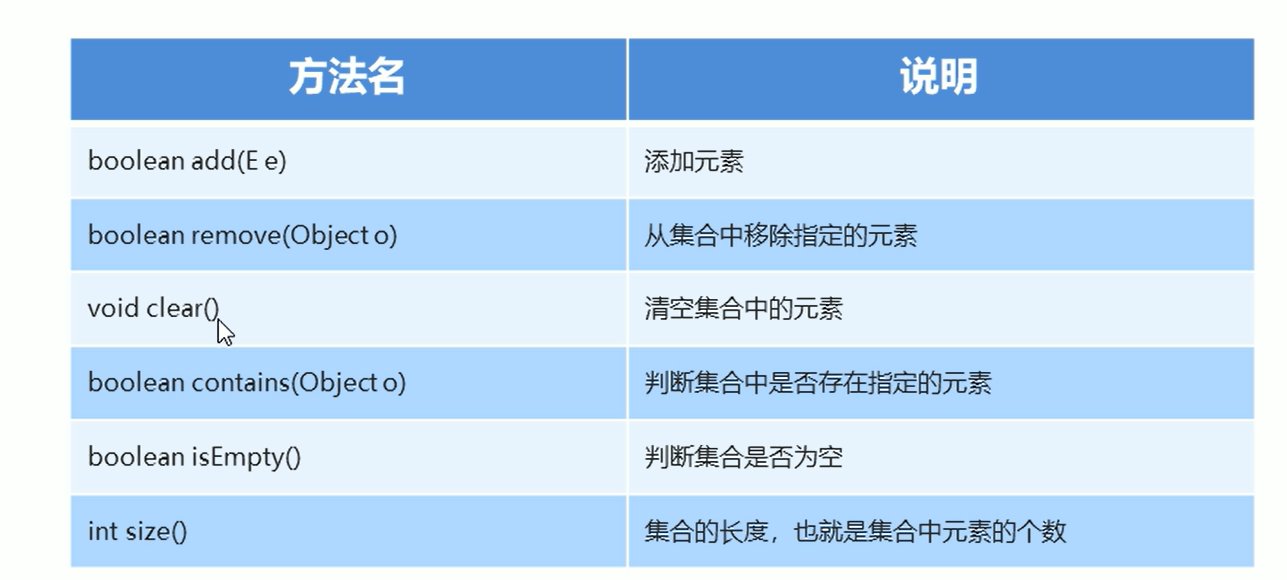 方法名 说明
boolean add(E e) 添加元素
boolean remove(Object o) 从集合中移除指定的元素
void clear() 清空集合中的元素
boolean contains(Object o) 判断集合中是否存在指定的元素
boolean isEmpty() 判断集合是否为空
int size() 集合的长度，也就是集合中元素的个数